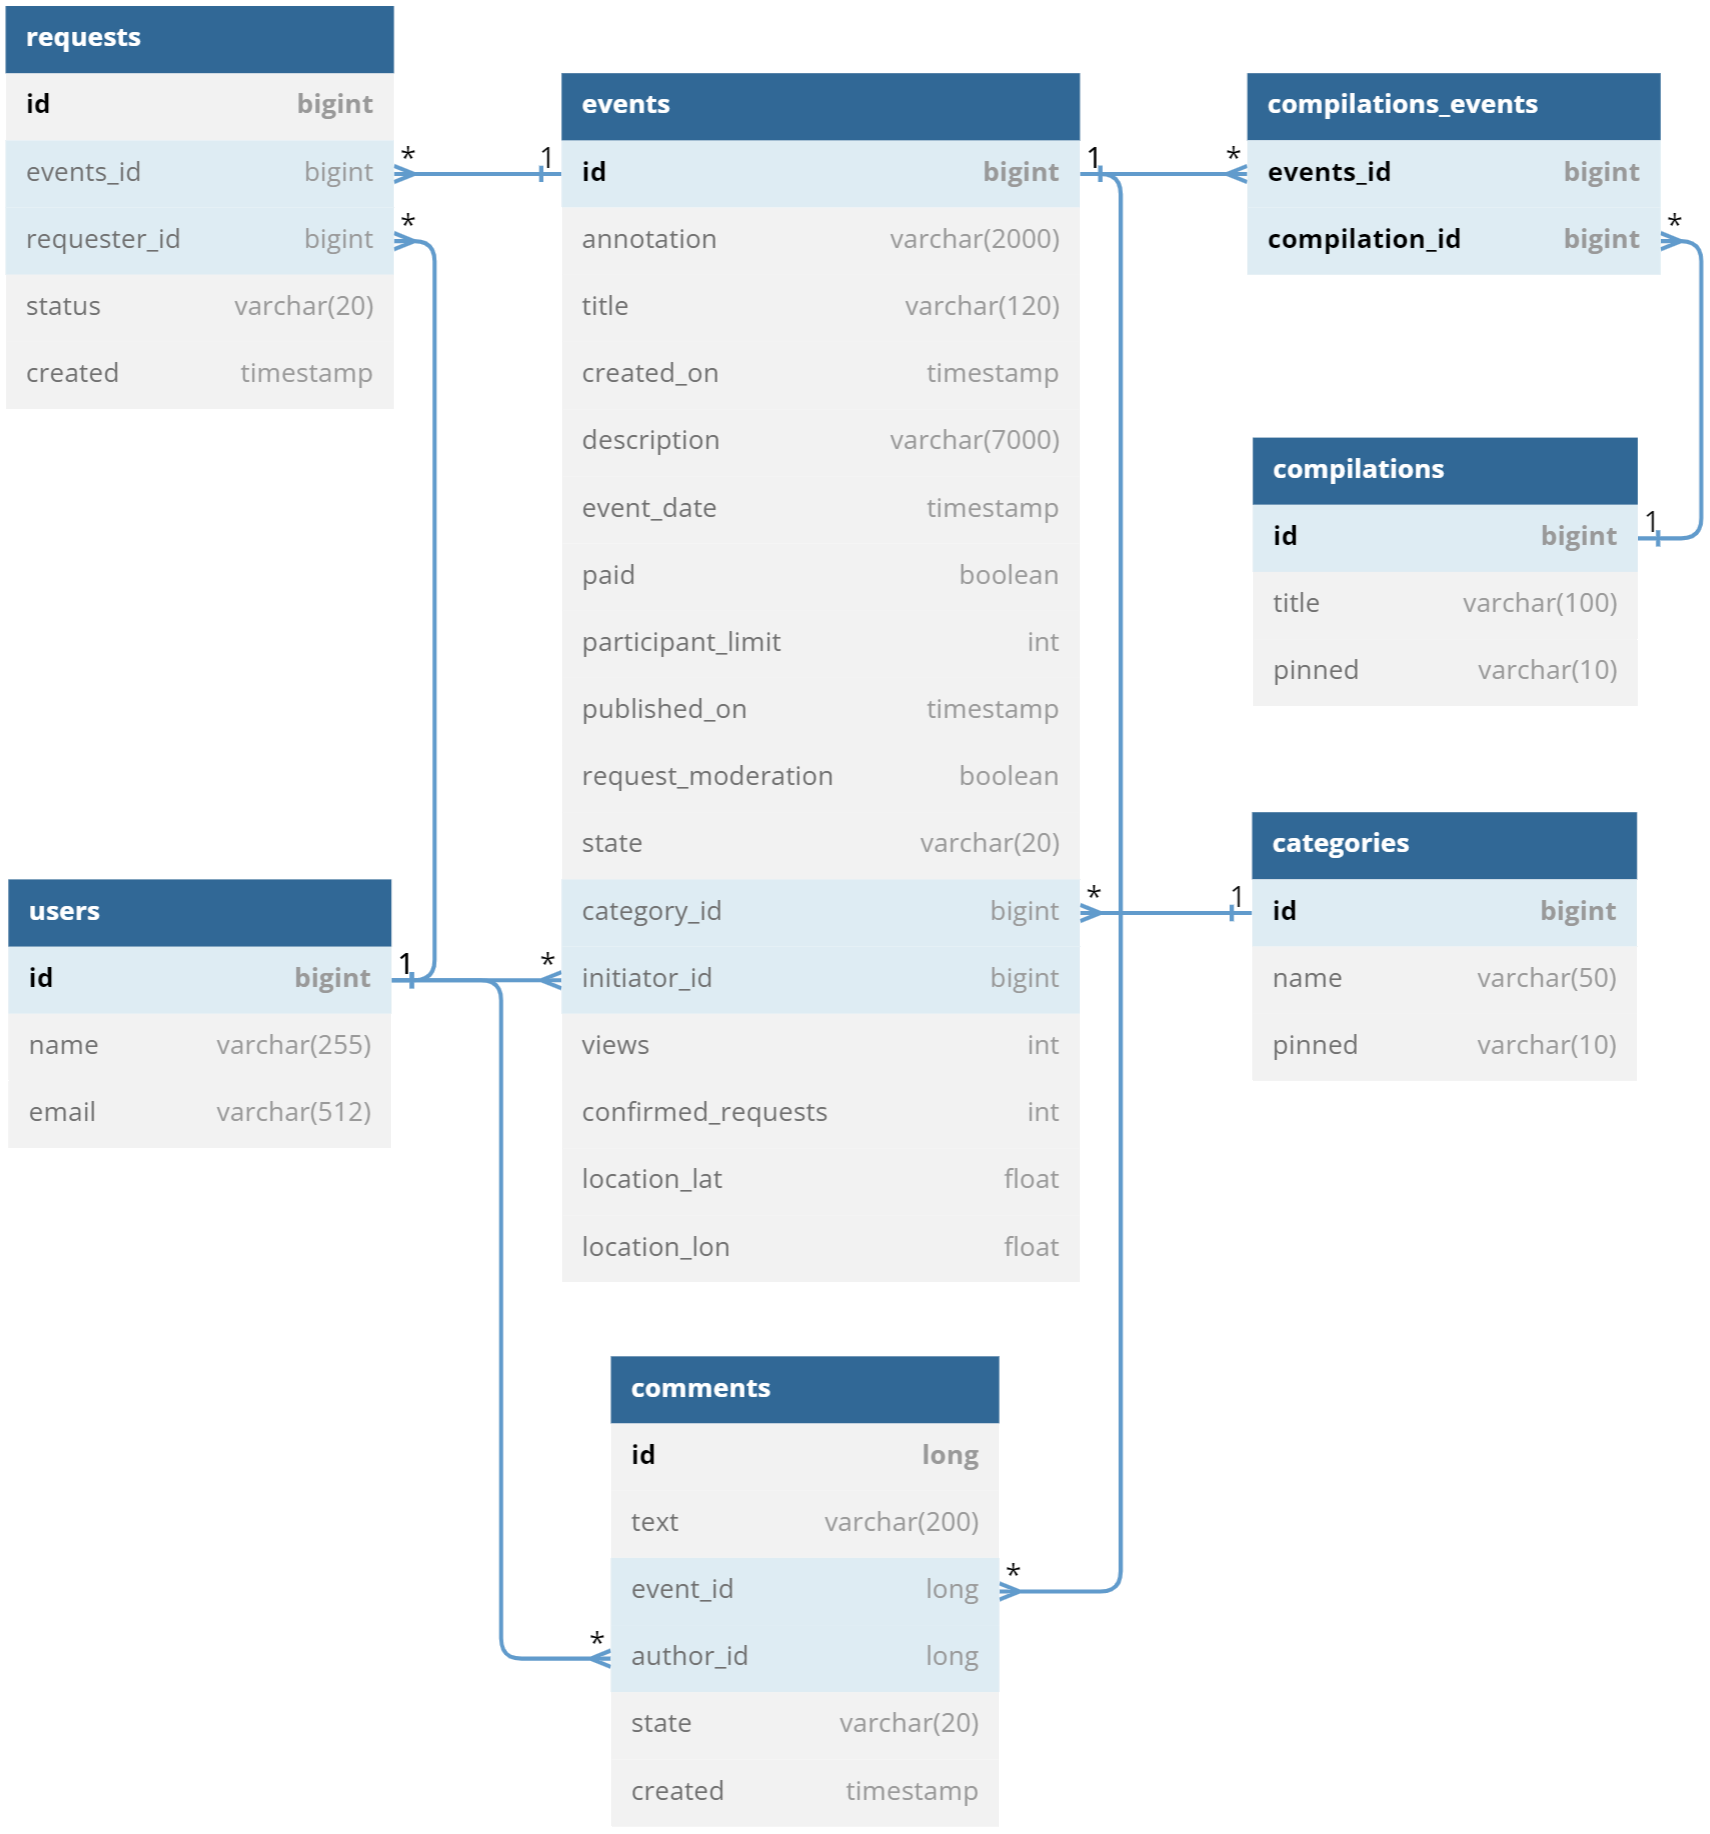 requests
id bigint
events_id bigint
requester_id bigint
status varchar(20)
created timestamp
* 1
*
events
id bigint
annotation varchar(2000)
title varchar(120)
created_on timestamp
description varchar(7000)
event_date timestamp
paid boolean
participant_limit int
published_on timestamp
request_moderation boolean
state varchar(20)
category_id bigint
initiator_id bigint
views int
confirmed_requests int
location_lat float
location_lon float
1 *
compilations_events
events_id bigint
compilation_id bigint
*
1
compilations
id bigint
title varchar(100)
pinned varchar(10)
* 1
categories
id bigint
name varchar(50)
pinned varchar(10)
users
id bigint
name varchar(255)
email varchar(512)
1 *
comments
id long
text varchar(200)
event_id long
author_id long
state varchar(20)
created timestamp
*
*